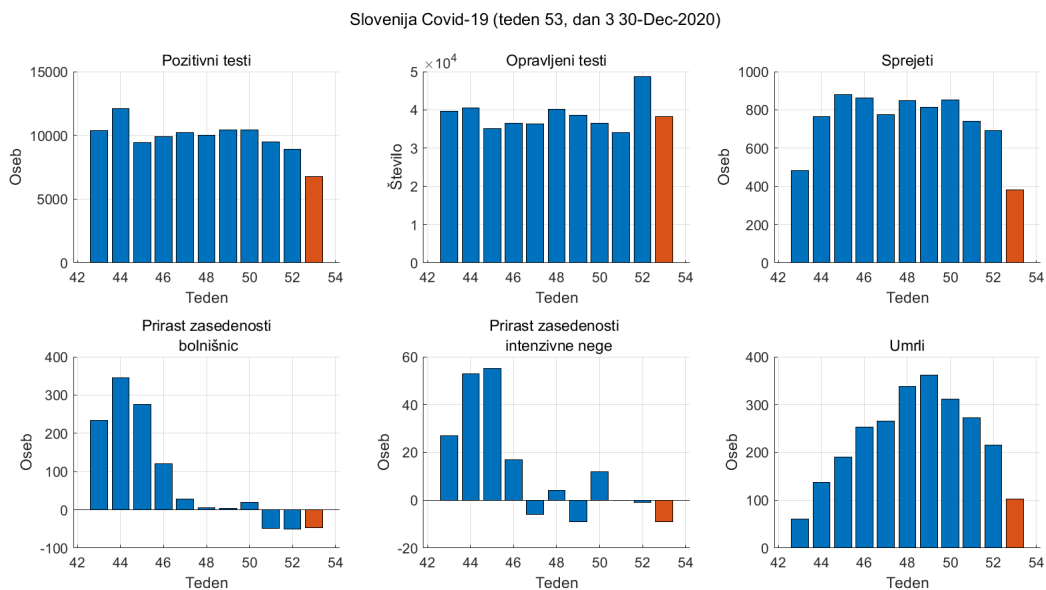 Slovenija Covid-19 (teden 53, dan 3 30-Dec-2020)
Pozitivni testi
15000
10000
5000
0
Oseb
42 44 46 48 50 52 54
Teden
Opravljeni testi
×10⁴
5
4
3
2
1
0
Število
42 44 46 48 50 52 54
Teden
Sprejeti
1000
800
600
400
200
0
Oseb
42 44 46 48 50 52 54
Teden
Prirast zasedenosti
bolnišnic
400
300
200
100
0
-100
Oseb
42 44 46 48 50 52 54
Teden
Prirast zasedenosti
intenzivne nege
60
40
20
0
-20
Oseb
42 44 46 48 50 52 54
Teden
Umrli
400
300
200
100
0
Oseb
42 44 46 48 50 52 54
Teden